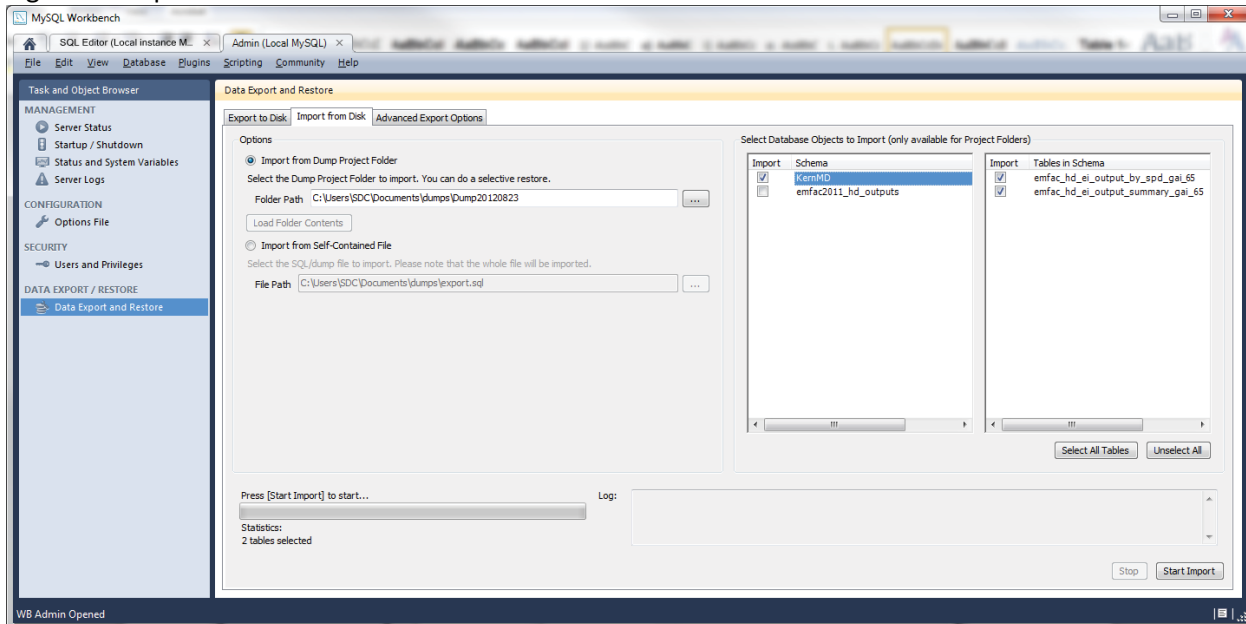 MySQL Workbench
SQL Editor (Local instance M... × Admin (Local MySQL) ×
File Edit View Database Plugins Scripting Community Help
Task and Object Browser
MANAGEMENT
Server Status
Startup / Shutdown
Status and System Variables
Server Logs
CONFIGURATION
Options File
SECURITY
Users and Privileges
DATA EXPORT / RESTORE
Data Export and Restore
Data Export and Restore
Export to Disk Import from Disk Advanced Export Options
Options
Import from Dump Project Folder
Select the Dump Project Folder to import. You can do a selective restore.
Folder Path C:\Users\SDC\Documents\dumps\Dump20120823 ...
Load Folder Contents
Import from Self-Contained File
Select the SQL/dump file to import. Please note that the whole file will be imported.
File Path C:\Users\SDC\Documents\dumps\export.sql ...
Select Database Objects to Import (only available for Project Folders)
Import Schema
KernMD
emfac2011_hd_outputs
Import Tables in Schema
emfac_hd_ei_output_by_spd_gai_65
emfac_hd_ei_output_summary_gai_65
Select All Tables Unselect All
Press [Start Import] to start...
Log:
Statistics:
2 tables selected
Stop Start Import
WB Admin Opened